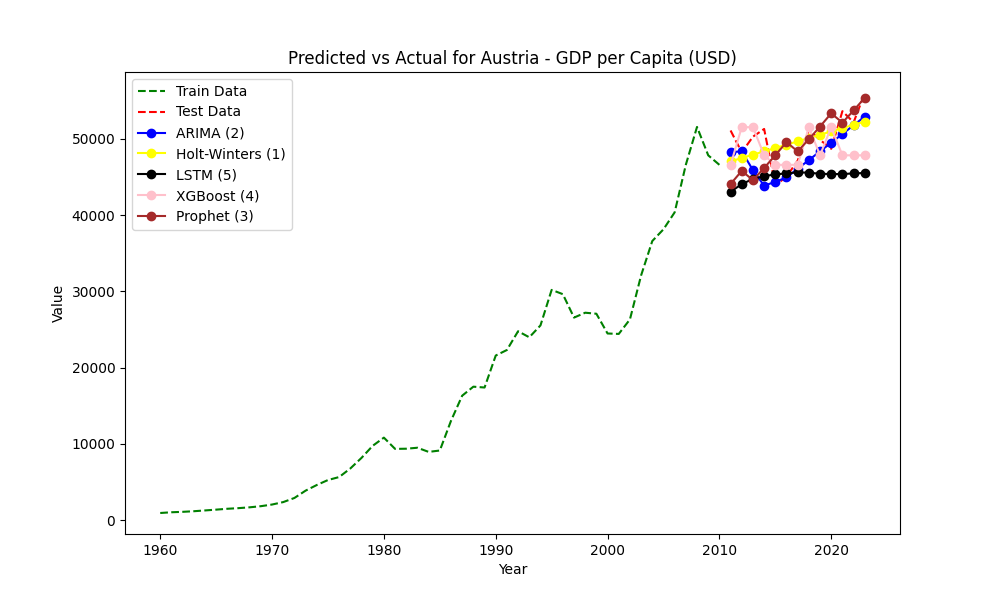 Predicted vs Actual for Austria - GDP per Capita (USD)
Train Data
Test Data
ARIMA (2)
Holt-Winters (1)
LSTM (5)
XGBoost (4)
Prophet (3)
Value
50000
40000
30000
20000
10000
0
1960 1970 1980 1990 2000 2010 2020
Year